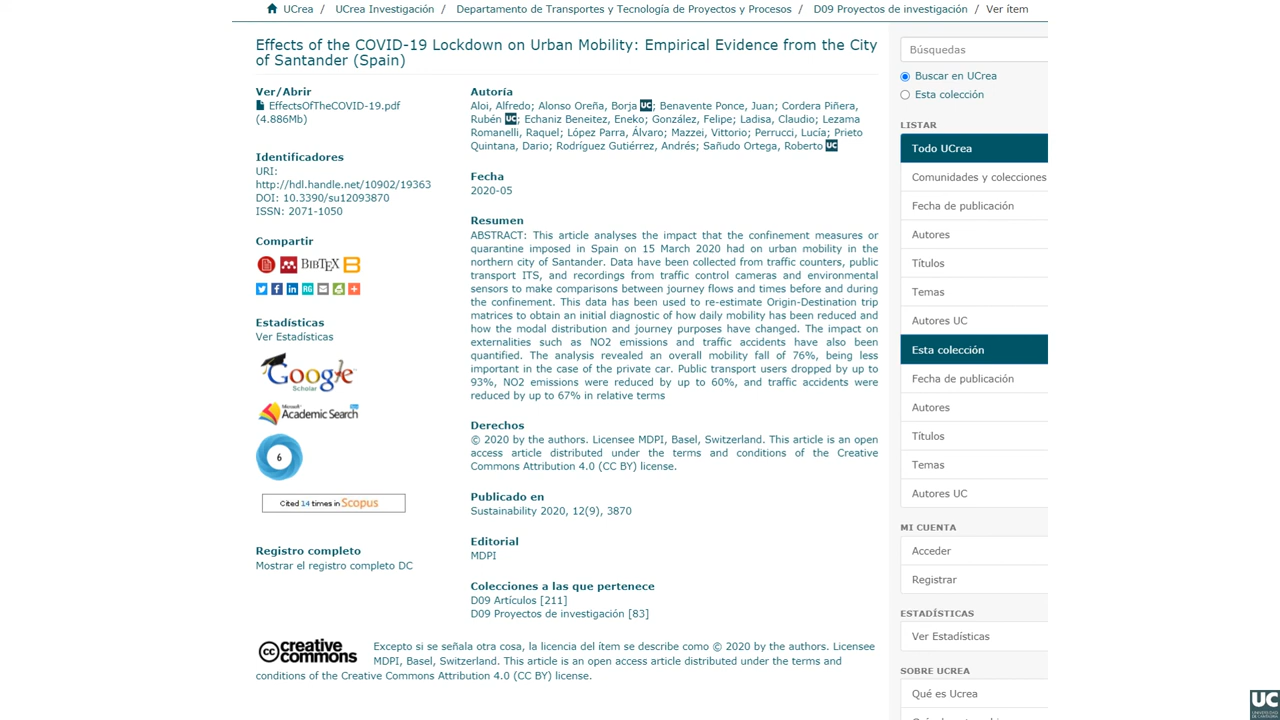 UCrea / UCrea Investigación / Departamento de Transportes y Tecnología de Proyectos y Procesos / D09 Proyectos de investigación / Ver ítem
Effects of the COVID-19 Lockdown on Urban Mobility: Empirical Evidence from the City
of Santander (Spain)
Ver/Abrir
EffectsOfTheCOVID-19.pdf
(4.886Mb)
Identificadores
URI:
http://hdl.handle.net/10902/19363
DOI: 10.3390/su12093870
ISSN: 2071-1050
Compartir
BIBTEX
RG
Estadísticas
Ver Estadísticas
Google
Scholar
Microsoft
Academic Search
6
Cited 14 times in Scopus
Registro completo
Mostrar el registro completo DC
Autoría
Aloi, Alfredo; Alonso Oreña, Borja UC; Benavente Ponce, Juan; Cordera Piñera,
Rubén UC; Echaniz Beneitez, Eneko; González, Felipe; Ladisa, Claudio; Lezama
Romanelli, Raquel; López Parra, Álvaro; Mazzei, Vittorio; Perrucci, Lucía; Prieto
Quintana, Dario; Rodríguez Gutiérrez, Andrés; Sañudo Ortega, Roberto UC
Fecha
2020-05
Resumen
ABSTRACT: This article analyses the impact that the confinement measures or
quarantine imposed in Spain on 15 March 2020 had on urban mobility in the
northern city of Santander. Data have been collected from traffic counters, public
transport ITS, and recordings from traffic control cameras and environmental
sensors to make comparisons between journey flows and times before and during
the confinement. This data has been used to re-estimate Origin-Destination trip
matrices to obtain an initial diagnostic of how daily mobility has been reduced and
how the modal distribution and journey purposes have changed. The impact on
externalities such as NO2 emissions and traffic accidents have also been
quantified. The analysis revealed an overall mobility fall of 76%, being less
important in the case of the private car. Public transport users dropped by up to
93%, NO2 emissions were reduced by up to 60%, and traffic accidents were
reduced by up to 67% in relative terms
Derechos
© 2020 by the authors. Licensee MDPI, Basel, Switzerland. This article is an open
access article distributed under the terms and conditions of the Creative
Commons Attribution 4.0 (CC BY) license.
Publicado en
Sustainability 2020, 12(9), 3870
Editorial
MDPI
Colecciones a las que pertenece
D09 Artículos [211]
D09 Proyectos de investigación [83]
cc creative commons
Excepto si se señala otra cosa, la licencia del ítem se describe como © 2020 by the authors. Licensee
MDPI, Basel, Switzerland. This article is an open access article distributed under the terms and
conditions of the Creative Commons Attribution 4.0 (CC BY) license.
Búsquedas
Buscar en UCrea
Esta colección
LISTAR
Todo UCrea
Comunidades y colecciones
Fecha de publicación
Autores
Títulos
Temas
Autores UC
Esta colección
Fecha de publicación
Autores
Títulos
Temas
Autores UC
MI CUENTA
Acceder
Registrar
ESTADÍSTICAS
Ver Estadísticas
SOBRE UCREA
Qué es Ucrea
UC